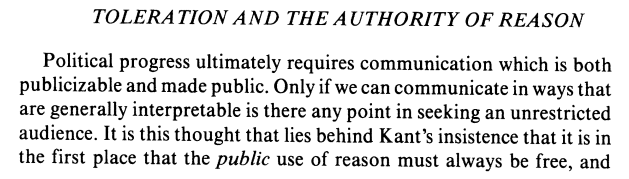 TOLERATION AND THE AUTHORITY OF REASON
Political progress ultimately requires communication which is both
publicizable and made public. Only if we can communicate in ways that
are generally interpretable is there any point in seeking an unrestricted
audience. It is this thought that lies behind Kant's insistence that it is in
the first place that the public use of reason must always be free, and